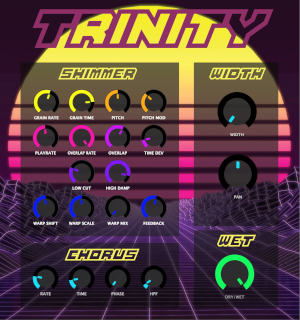 TRINITY
SHIMMER
WIDTH
GRAIN RATE GRAIN TIME PITCH PITCH MOD
WIDTH
PLAYRATE OVERLAP RATE OVERLAP TIME DEV
LOW CUT HIGH DAMP
PAN
WARP SHIFT WARP SCALE WARP MIX FEEDBACK
CHORUS
WET
RATE TIME PHASE HPF
DRY/WET